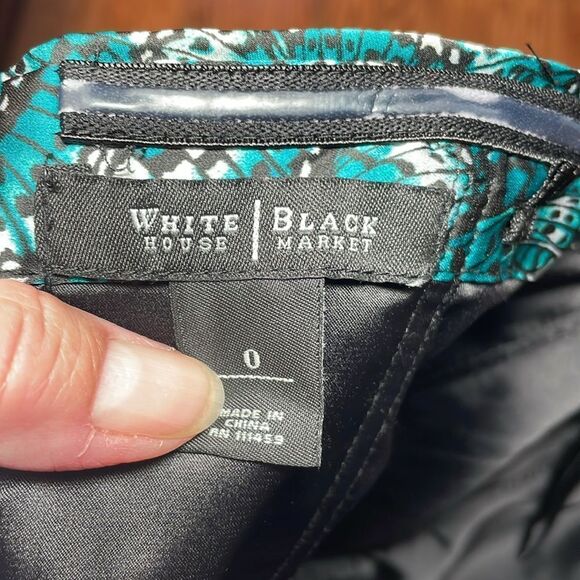 WHITE | BLACK
HOUSE | MARKET
0
MADE IN
CHINA
RN 111459